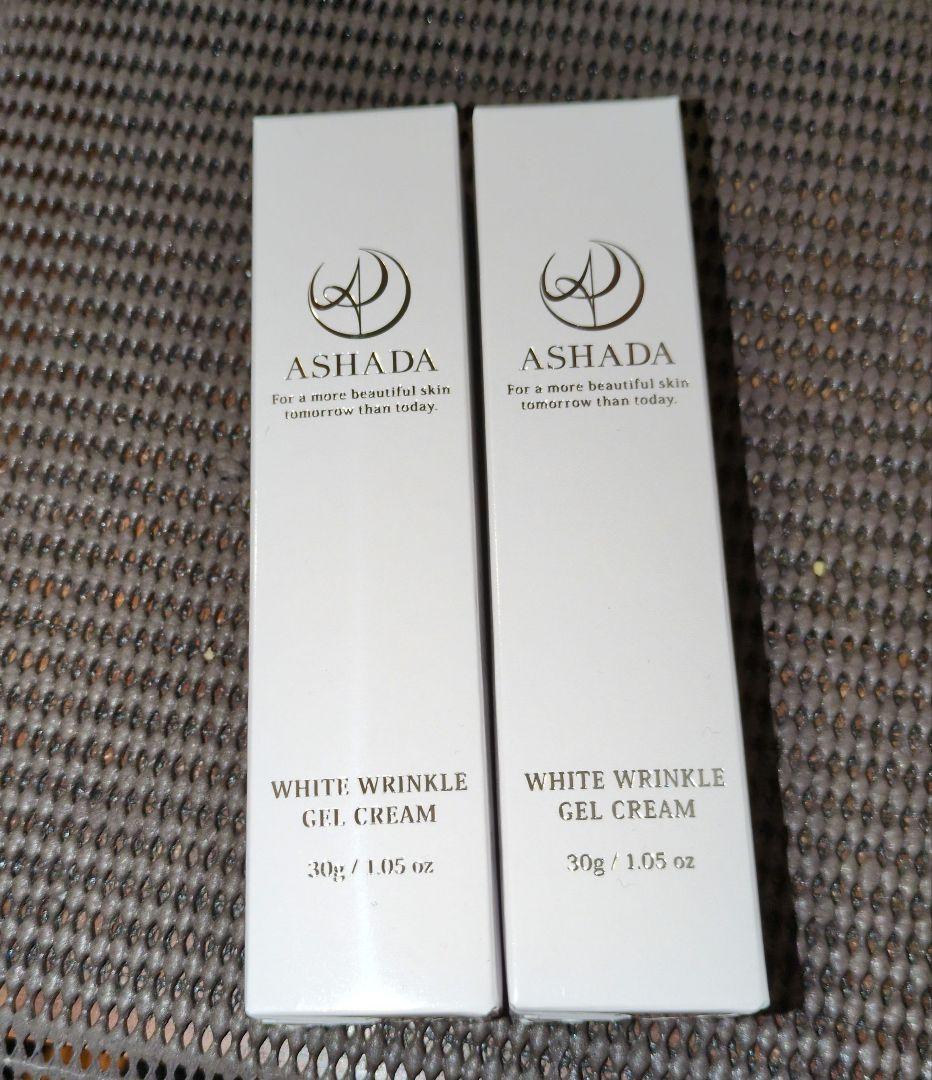 ASHADA
For a more beautiful skin
tomorrow than today.
WHITE WRINKLE
GEL CREAM
30g / 1.05 oz
ASHADA
For a more beautiful skin
tomorrow than today.
WHITE WRINKLE
GEL CREAM
30g / 1.05 oz